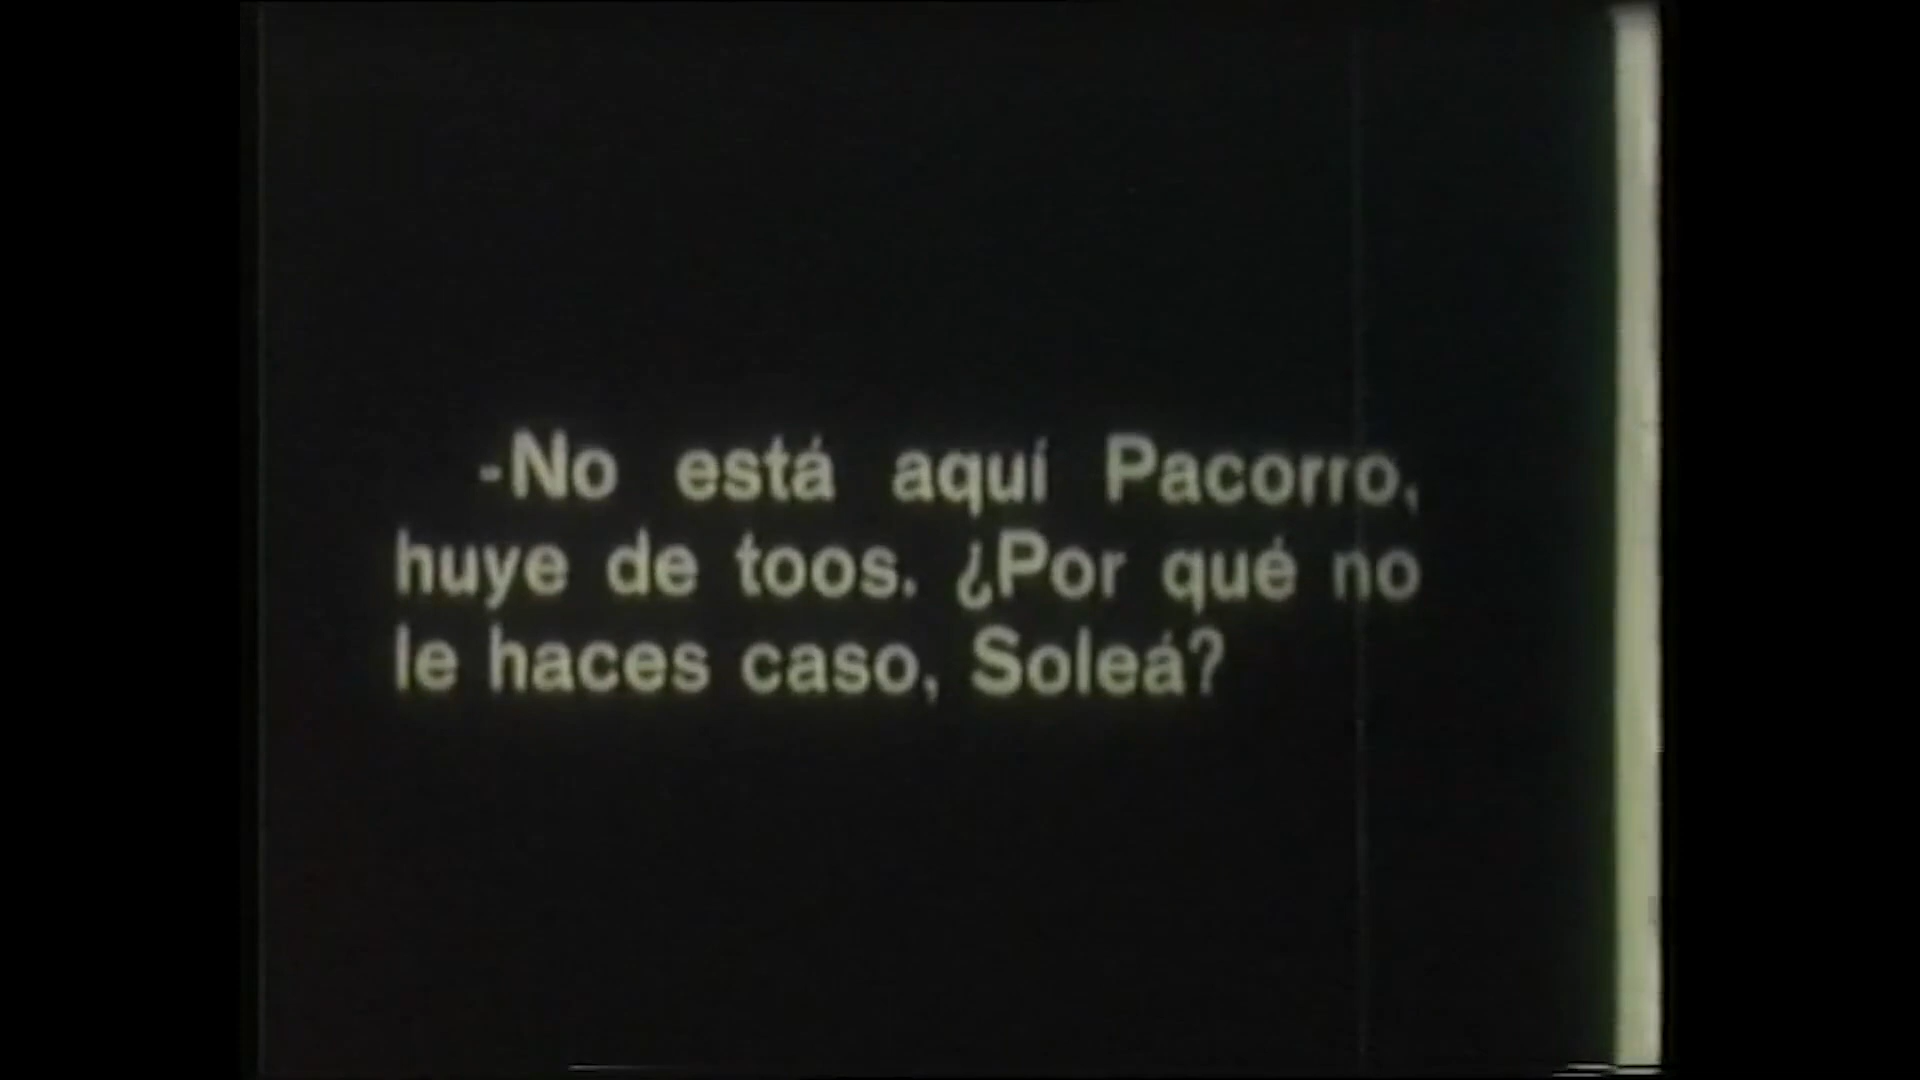 -No está aquí Pacorro,
huye de toos. ¿Por qué no
le haces caso, Soleá?